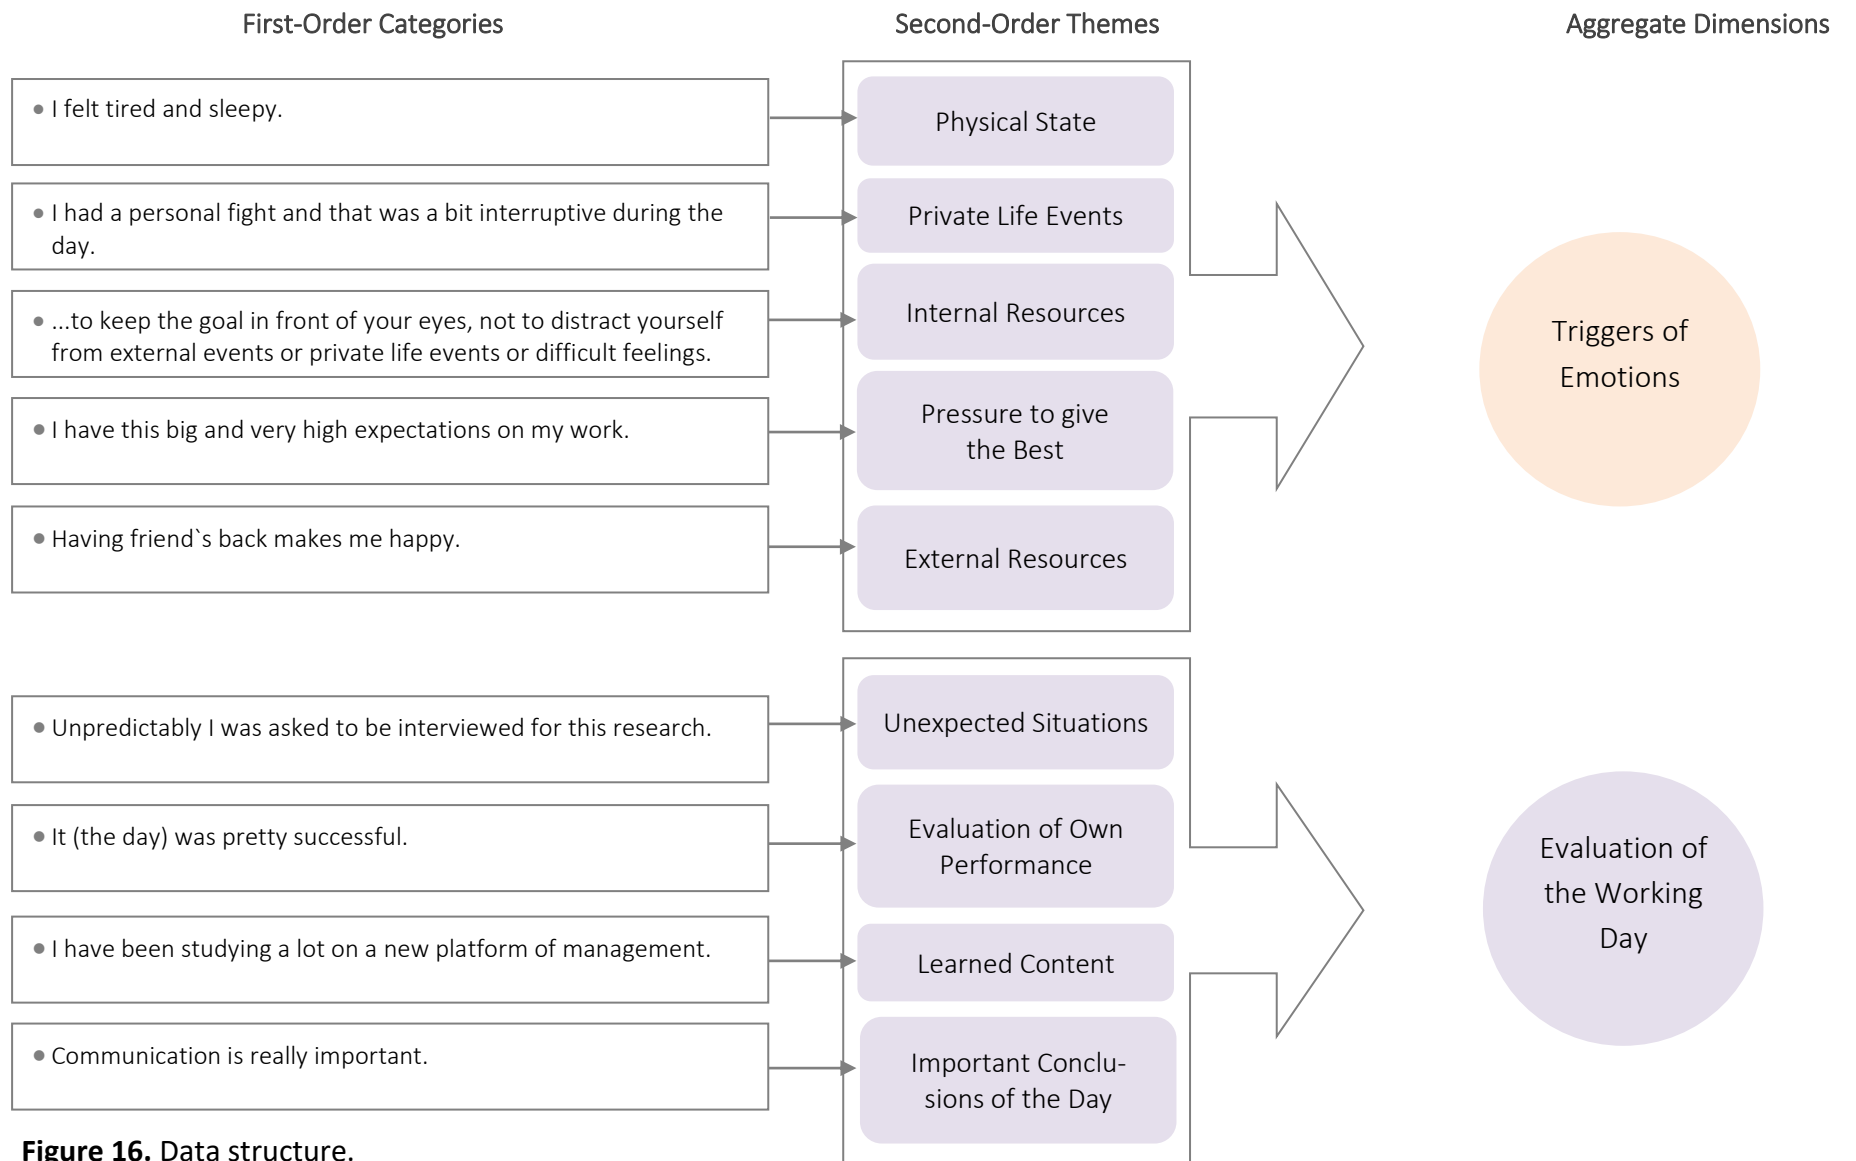 First-Order Categories
Second-Order Themes
Aggregate Dimensions
• I felt tired and sleepy.
Physical State
• I had a personal fight and that was a bit interruptive during the
day.
Private Life Events
• ...to keep the goal in front of your eyes, not to distract yourself
from external events or private life events or difficult feelings.
Internal Resources
• I have this big and very high expectations on my work.
Pressure to give
the Best
• Having friend`s back makes me happy.
External Resources
Triggers of
Emotions
• Unpredictably I was asked to be interviewed for this research.
Unexpected Situations
• It (the day) was pretty successful.
Evaluation of Own
Performance
• I have been studying a lot on a new platform of management.
Learned Content
• Communication is really important.
Important Conclu-
sions of the Day
Evaluation of
the Working
Day
Figure 16. Data structure.